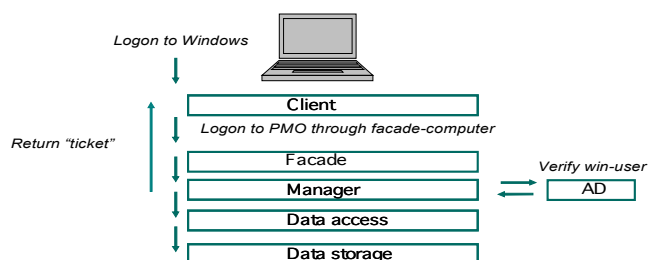 Logon to Windows
Client
Logon to PMO through facade-computer
Return “ticket”
Facade
Verify win-user
Manager
AD
Data access
Data storage